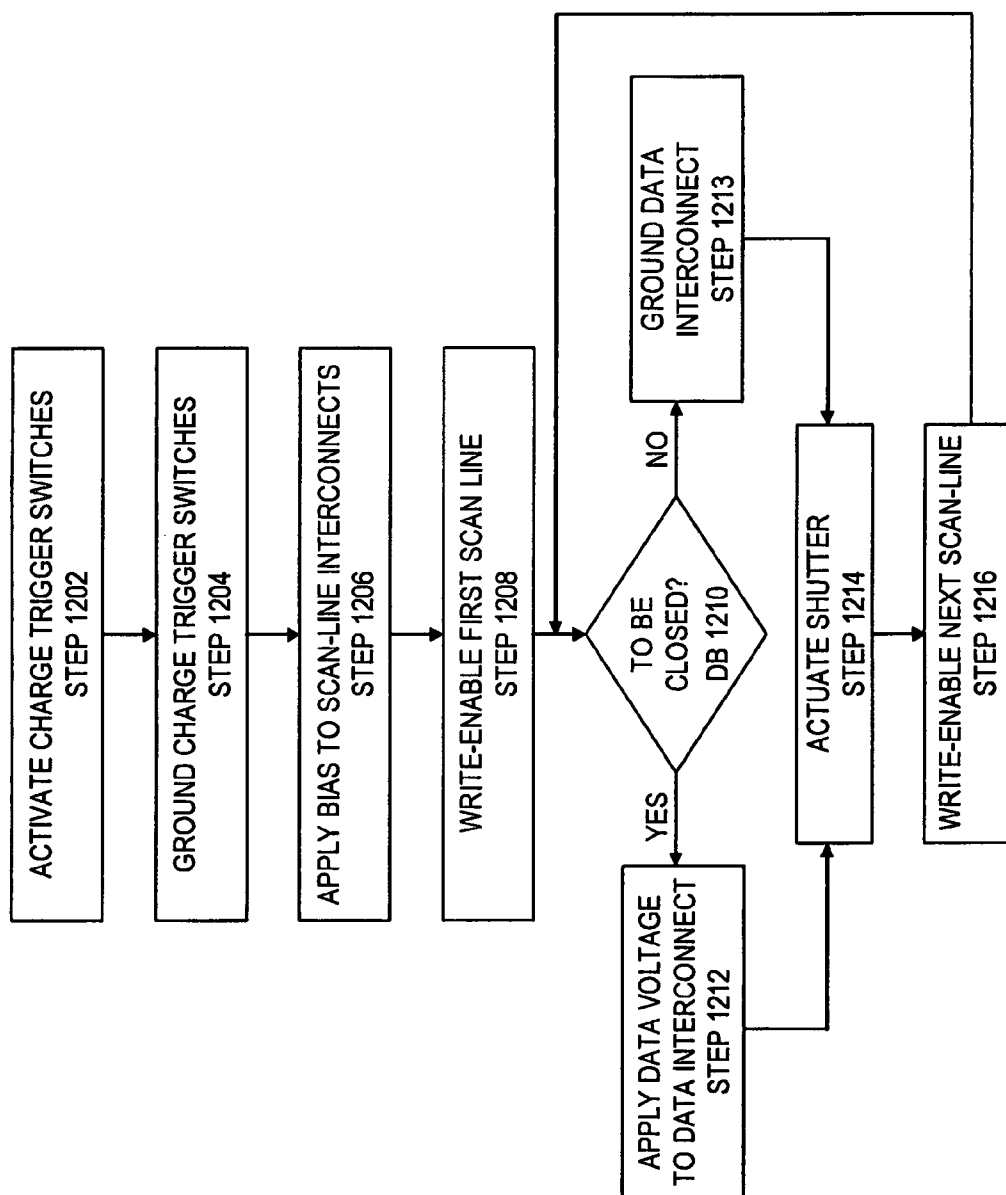 ACTIVATE CHARGE TRIGGER SWITCHES
STEP 1202
GROUND CHARGE TRIGGER SWITCHES
STEP 1204
APPLY BIAS TO SCAN-LINE INTERCONNECTS
STEP 1206
WRITE-ENABLE FIRST SCAN LINE
STEP 1208
TO BE
CLOSED?
DB 1210
YES
NO
APPLY DATA VOLTAGE
TO DATA INTERCONNECT
STEP 1212
GROUND DATA
INTERCONNECT
STEP 1213
ACTUATE SHUTTER
STEP 1214
WRITE-ENABLE NEXT SCAN-LINE
STEP 1216